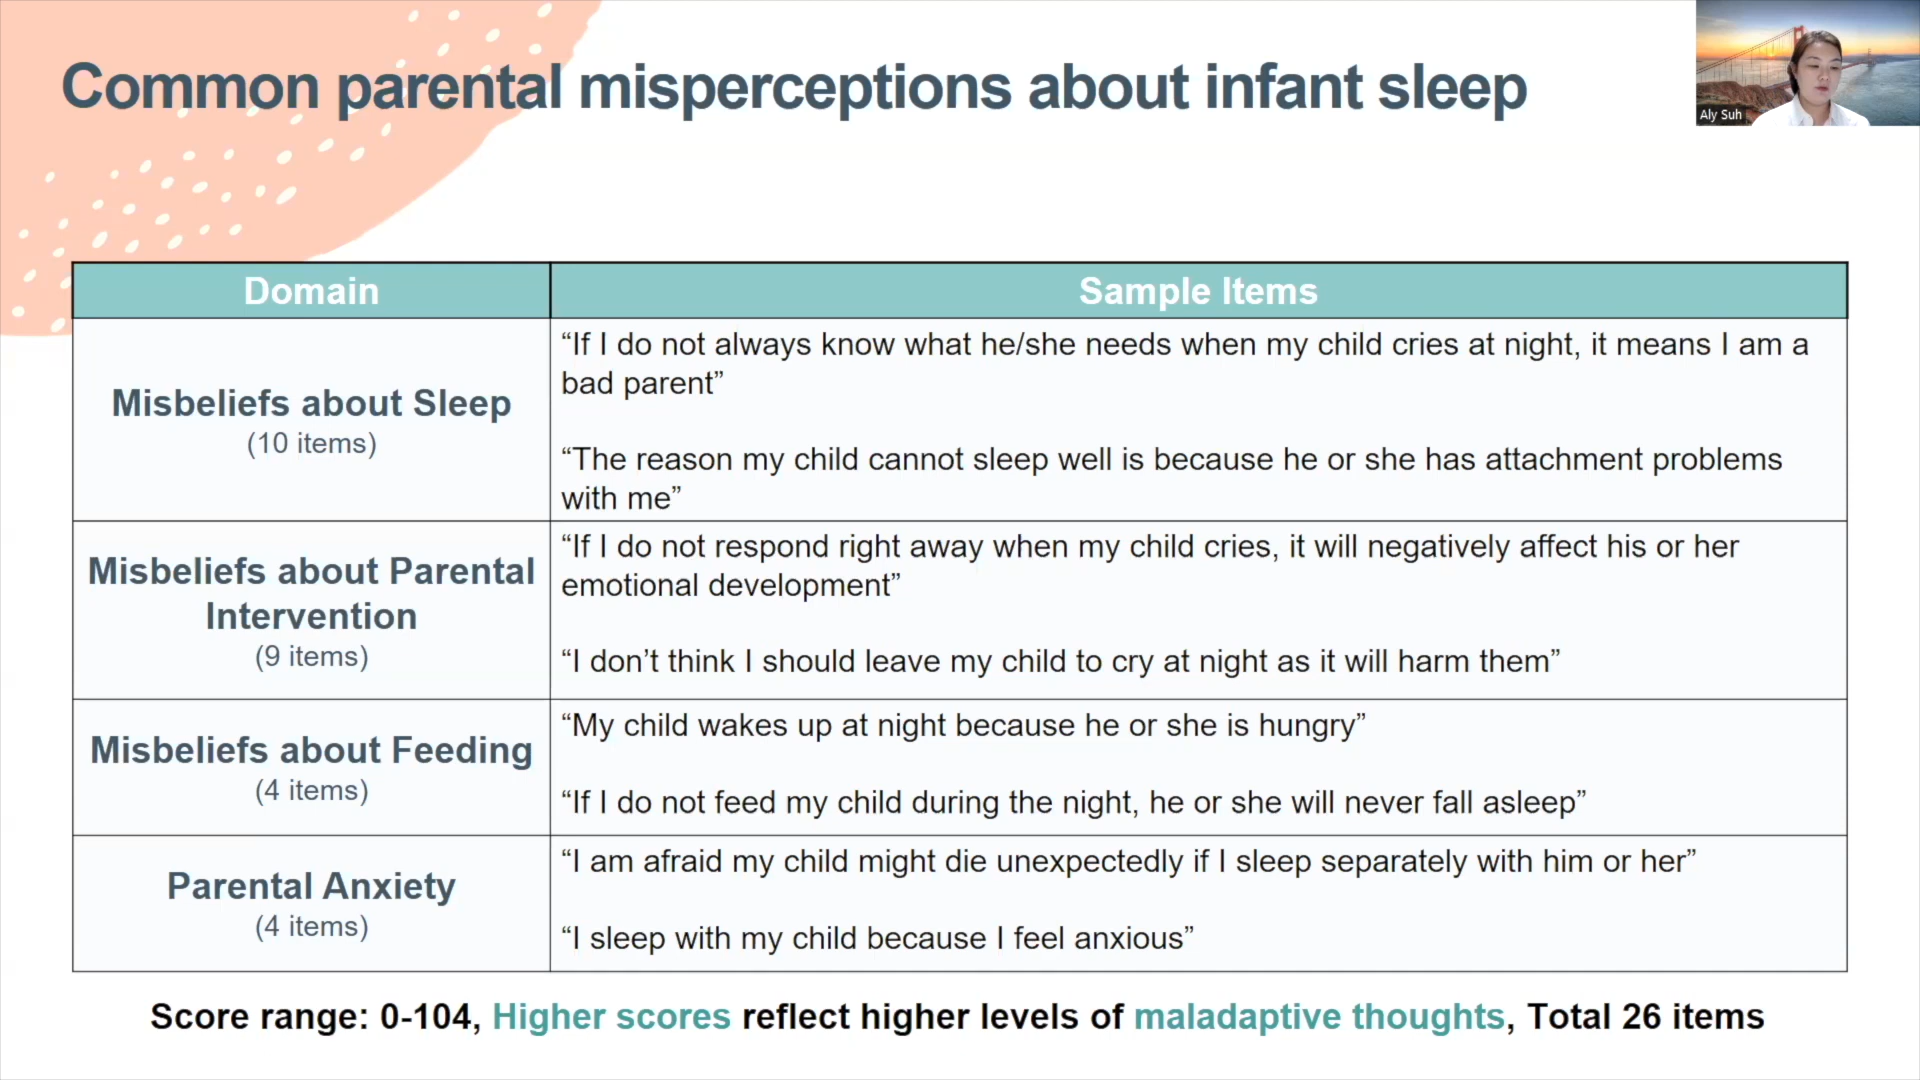 Common parental misperceptions about infant sleep
Aly Suh
Domain
Sample Items
Misbeliefs about Sleep
(10 items)
“If I do not always know what he/she needs when my child cries at night, it means I am a
bad parent”
“The reason my child cannot sleep well is because he or she has attachment problems
with me”
Misbeliefs about Parental
Intervention
(9 items)
“If I do not respond right away when my child cries, it will negatively affect his or her
emotional development”
“I don’t think I should leave my child to cry at night as it will harm them”
Misbeliefs about Feeding
(4 items)
“My child wakes up at night because he or she is hungry”
“If I do not feed my child during the night, he or she will never fall asleep”
Parental Anxiety
(4 items)
“I am afraid my child might die unexpectedly if I sleep separately with him or her”
“I sleep with my child because I feel anxious”
Score range: 0-104, Higher scores reflect higher levels of maladaptive thoughts, Total 26 items